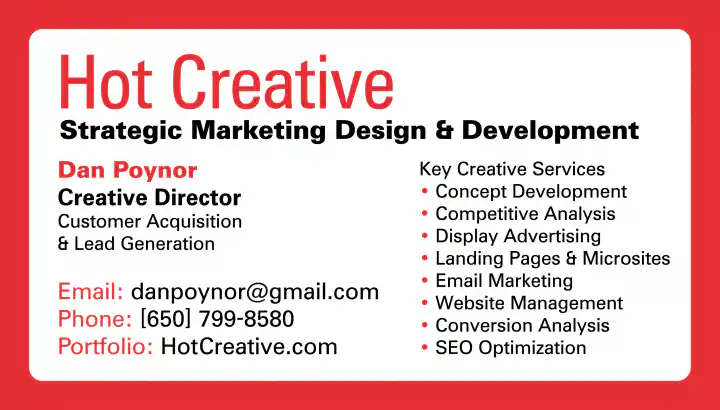 Hot Creative
Strategic Marketing Design & Development
Dan Poynor
Creative Director
Customer Acquisition
& Lead Generation
Email: danpoynor@gmail.com
Phone: [650] 799-8580
Portfolio: HotCreative.com
Key Creative Services
• Concept Development
• Competitive Analysis
• Display Advertising
• Landing Pages & Microsites
• Email Marketing
• Website Management
• Conversion Analysis
• SEO Optimization